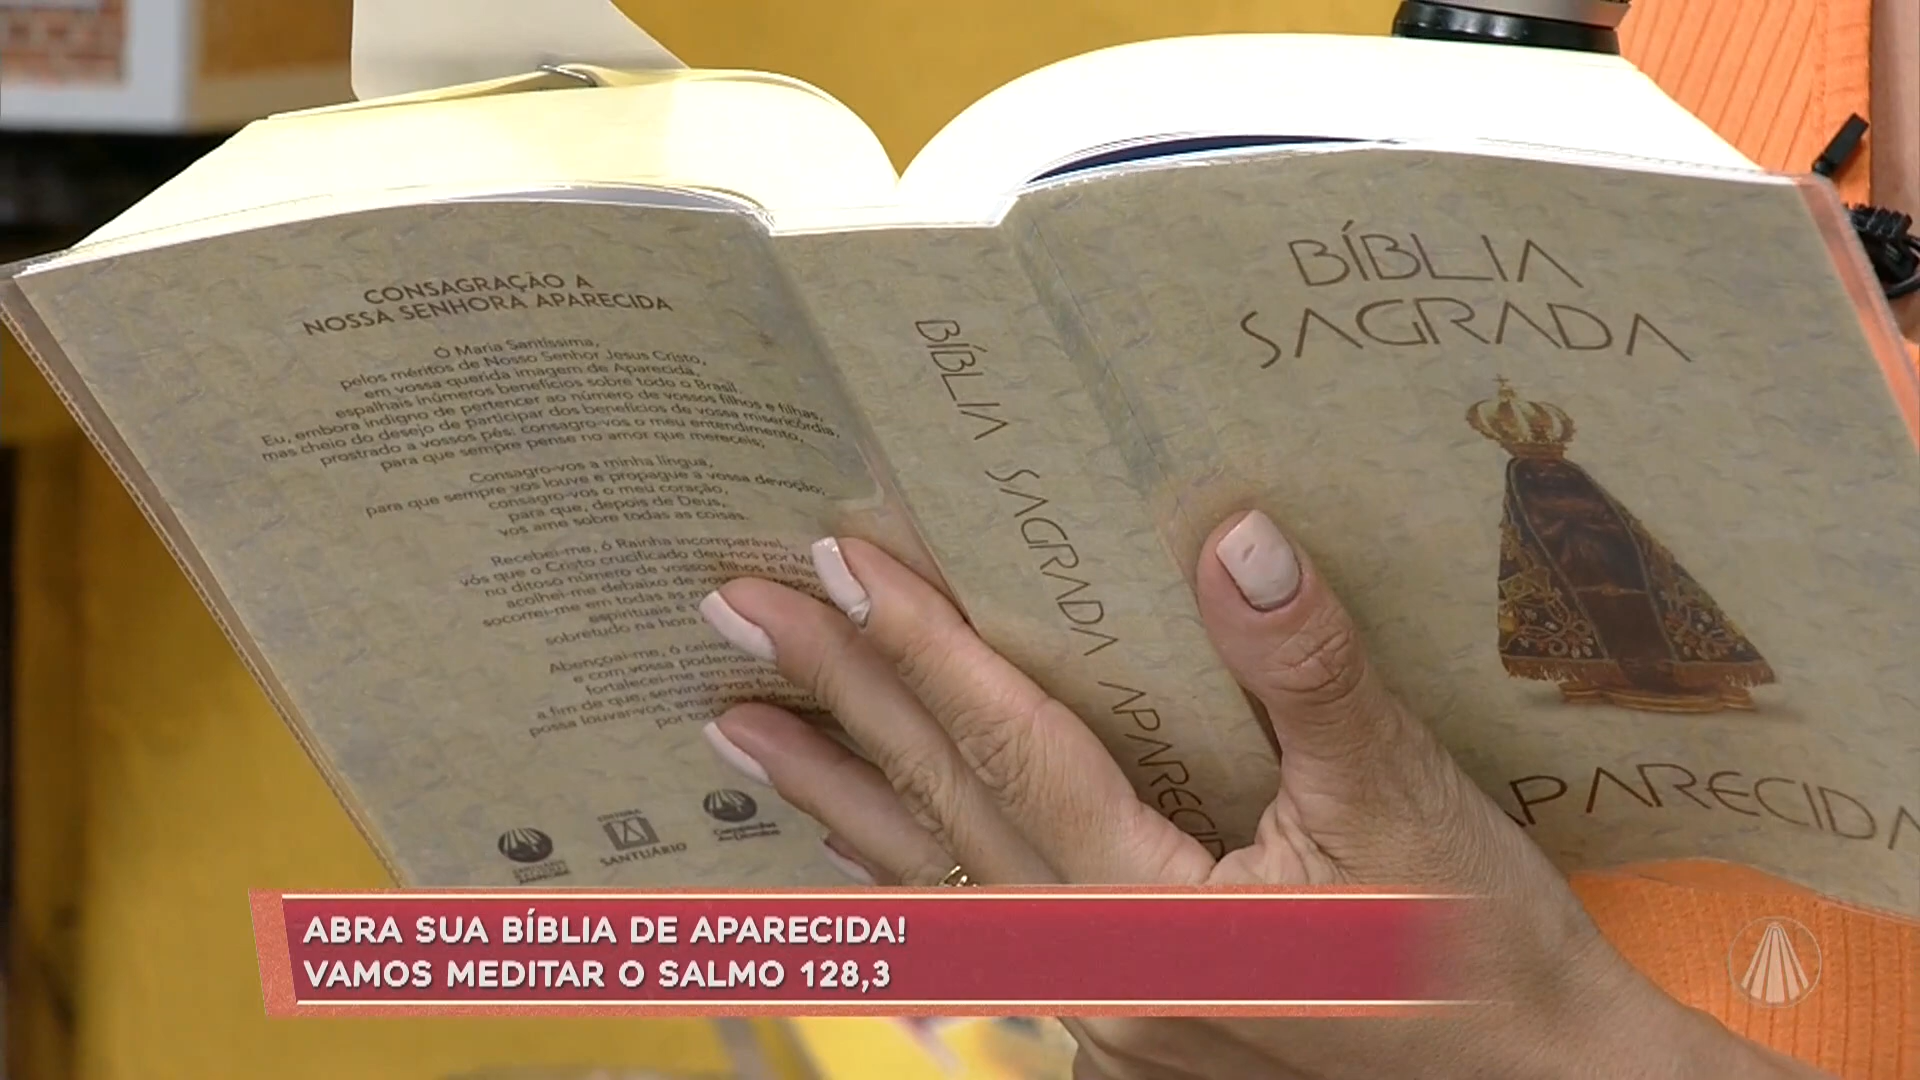 CONSAGRAÇÃO A
NOSSA SENHORA APARECIDA
Ó Maria Santíssima,
pelos méritos de Nosso Senhor Jesus Cristo,
em vossa querida imagem de Aparecida,
espalhais inúmeros benefícios sobre todo o Brasil.
Eu, embora indigno de pertencer ao número de vossos filhos e filhas,
mas cheio do desejo de participar dos benefícios de vossa misericórdia,
prostrado a vossos pés: consagro-vos o meu entendimento,
para que sempre pense no amor que mereceis;
Consagro-vos a minha língua,
para que sempre vos louve e propague a vossa devoção;
consagro-vos o meu coração,
para que, depois de Deus,
vos ame sobre todas as coisas.
Recebei-me, ó Rainha incomparável,
vós que o Cristo crucificado deu-nos por
no ditoso número de vossos filhos e filhas
acolhei-me debaixo de
socorrei-me em todas as
espirituais e
sobretudo na hora
Abençoai-me, ó
e com vossa poderosa
fortalecei-me em minha
a fim de que, servindo-vos
possa louvar-vos, amar-vos e
por
EDITORA
SANTUÁRIO
BÍBLIA SAGRADA APARECID
BÍBLIA
SAGRADA
APARECIDA
ABRA SUA BÍBLIA DE APARECIDA!
VAMOS MEDITAR O SALMO 128,3